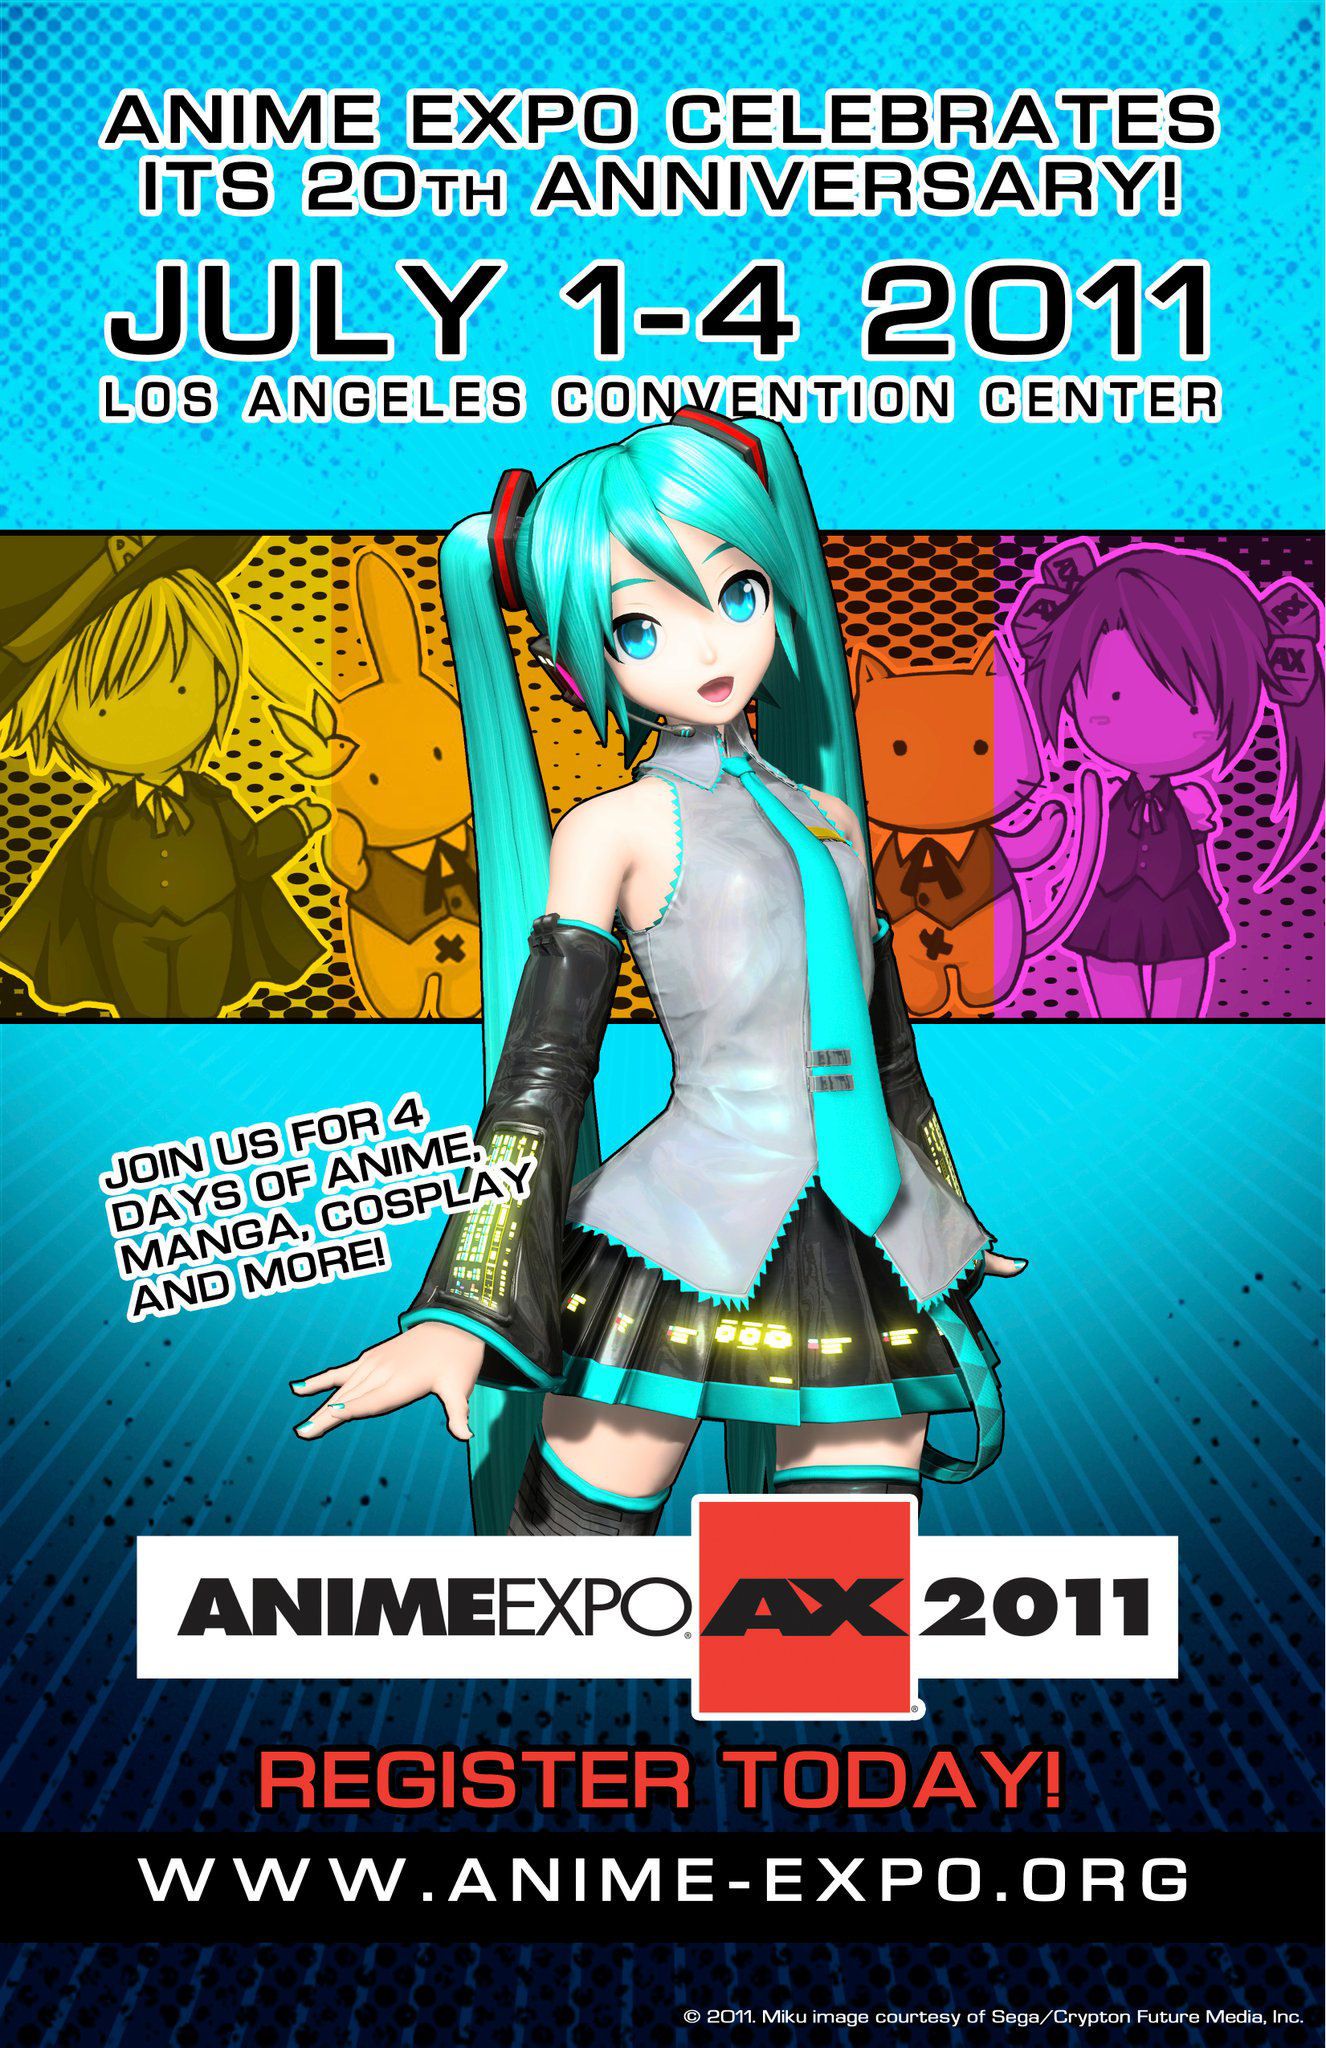 ANIME EXPO CELEBRATES
ITS 20TH ANNIVERSARY!
JULY 1-4 2011
LOS ANGELES CONVENTION CENTER
A
AX
A
A
JOIN US FOR 4
DAYS OF ANIME,
MANGA, COSPLAY
AND MORE!
ANIMEEXPO® AX® 2011
REGISTER TODAY!
WWW.ANIME-EXPO.ORG
© 2011. Miku image courtesy of Sega/Crypton Future Media, Inc.